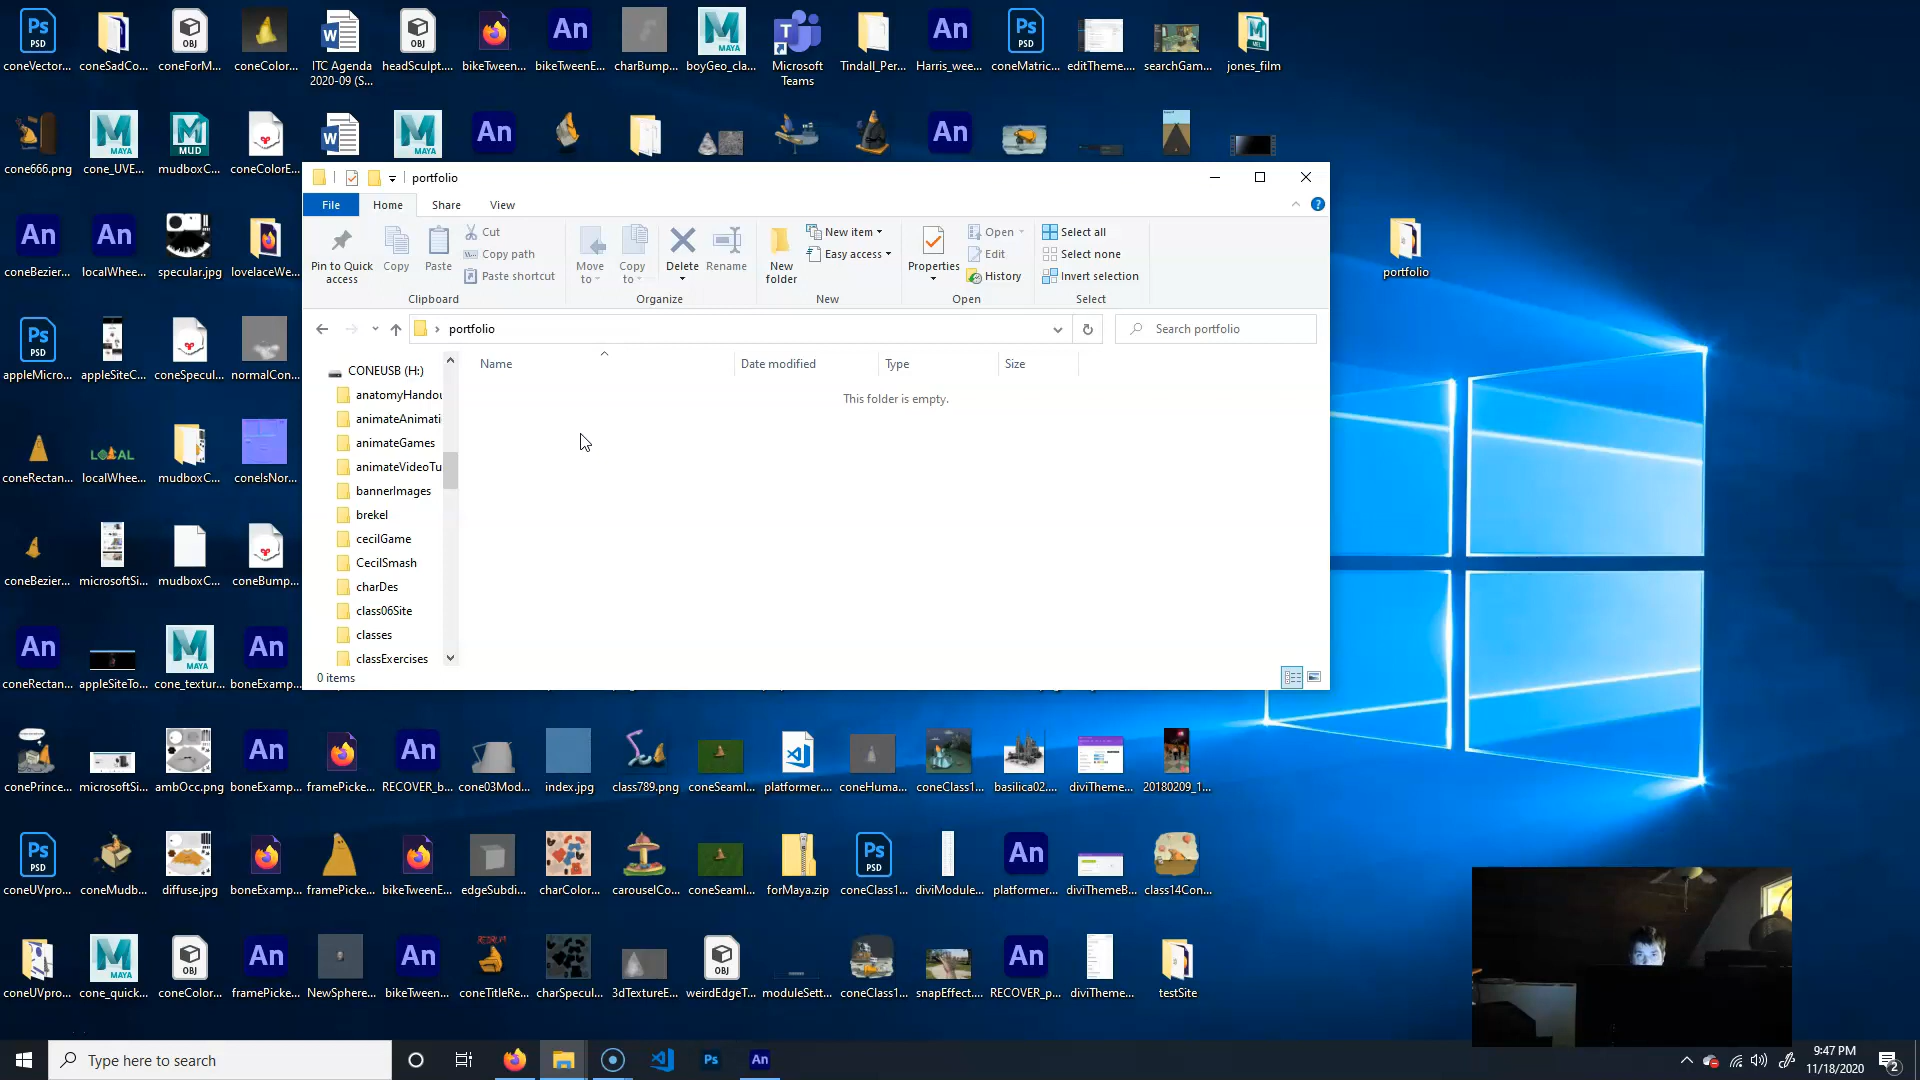 coneVector... coneSadCo... coneForM... coneColor... ITC Agenda
2020-09 (S... headSculpt.... bikeTween... bikeTweenE... charBump... boyGeo_cla... Microsoft
Teams Tindall_Per... Harris_wee... coneMatric... editTheme.... searchGam... jones_film
cone666.png cone_UVE... mudboxC... coneColorE...
coneBezier... localWhee... specular.jpg lovelaceWe...
appleMicro... appleSiteC... coneSpecul... normalCon...
coneRectan... localWhee... mudboxC... coneIsNor...
coneBezier... microsoftSi... mudboxC... coneBump...
coneRectan... appleSiteTo... cone_textur... boneExamp...
portfolio
File Home Share View
Pin to Quick
access
Copy
Paste
Cut
Copy path
Paste shortcut
Clipboard
Move
to
Copy
to
Delete
Rename
Organize
New
folder
New item
Easy access
New
Properties
Open
Edit
History
Open
Select all
Select none
Invert selection
Select
portfolio
Search portfolio
Name Date modified Type Size
This folder is empty.
CONEUSB (H:)
anatomyHandou
animateAnimati
animateGames
animateVideoTu
bannerImages
brekel
cecilGame
CecilSmash
charDes
class06Site
classes
classExercises
0 items
portfolio
conePrince... microsoftSi... ambOcc.png boneExamp... framePicke... RECOVER_b... cone03Mod... index.jpg class789.png coneSeaml... platformer.... coneHuma... coneClass1... basilica02.... diviTheme... 20180209_1...
coneUVpro... coneMudb... diffuse.jpg boneExamp... framePicke... bikeTweenE... edgeSubdi... charColor... carouselCo... coneSeaml... forMaya.zip coneClass1... diviModule... platformer... diviThemeB... class14Con...
coneUVpro... cone_quick... coneColor... framePicke... NewSphere... bikeTween... coneTitleRe... charSpecul... 3dTextureE... weirdEdgeT... moduleSett... coneClass1... snapEffect.... RECOVER_p... diviTheme... testSite
Type here to search
9:47 PM
11/18/2020
2